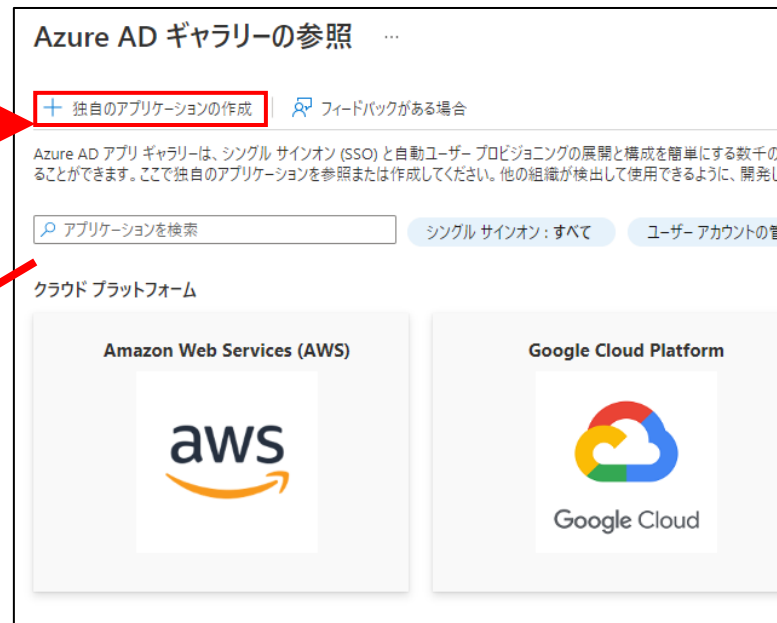 Azure AD ギャラリーの参照 …
＋ 独自のアプリケーションの作成 フィードバックがある場合
Azure AD アプリ ギャラリーは、シングル サインオン (SSO) と自動ユーザー プロビジョニングの展開と構成を簡単にする数千の
ることができます。ここで独自のアプリケーションを参照または作成してください。他の組織が検出して使用できるように、開発し
アプリケーションを検索 シングル サインオン : すべて ユーザー アカウントの管
クラウド プラットフォーム
Amazon Web Services (AWS) Google Cloud Platform
aws
Google Cloud